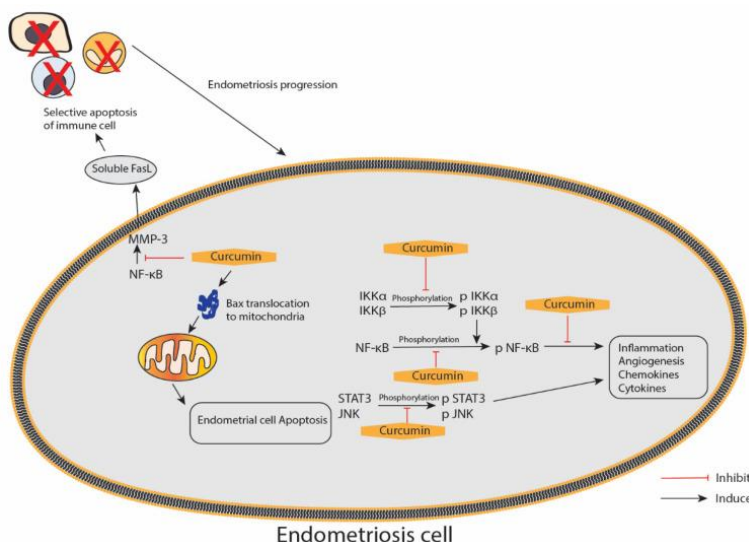 Endometriosis progression
Selective apoptosis
of immune cell
Soluble FasL
MMP-3
NF-κB
Curcumin
Bax translocation
to mitochondria
Endometrial cell Apoptosis
Curcumin
IKKα
IKKβ
Phosphorylation
p IKKα
p IKKβ
Curcumin
NF-κB
Phosphorylation
p NF-κB
Curcumin
STAT3
JNK
Phosphorylation
p STAT3
p JNK
Curcumin
Inflammation
Angiogenesis
Chemokines
Cytokines
Inhibit
Induce
Endometriosis cell